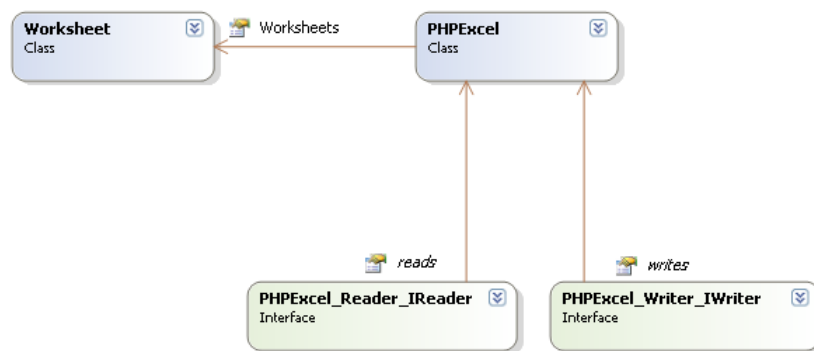 Worksheet
Class
Worksheets
PHPExcel
Class
reads
writes
PHPExcel_Reader_IReader
Interface
PHPExcel_Writer_IWriter
Interface